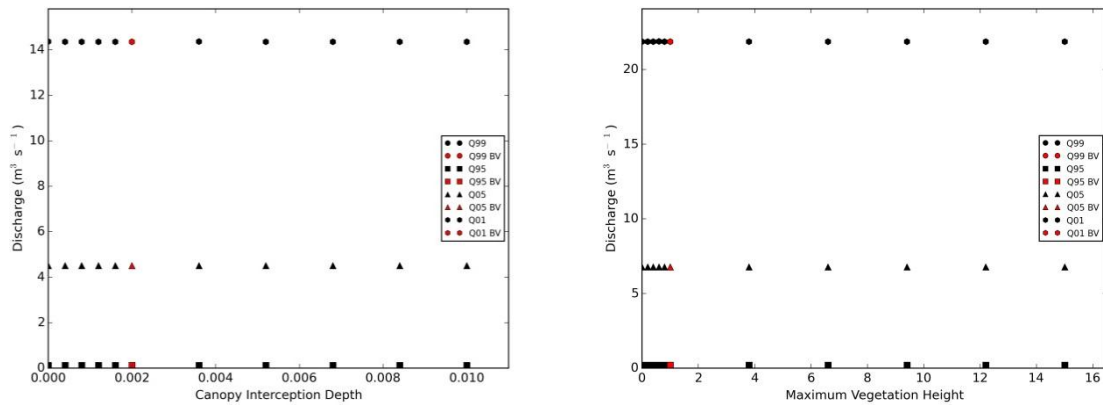 14
12
10
8
6
4
2
0
Discharge (m³ s⁻¹ )
Q99
Q99 BV
Q95
Q95 BV
Q05
Q05 BV
Q01
Q01 BV
0.000 0.002 0.004 0.006 0.008 0.010
Canopy Interception Depth
20
15
10
5
0
Discharge (m³ s⁻¹ )
Q99
Q99 BV
Q95
Q95 BV
Q05
Q05 BV
Q01
Q01 BV
0 2 4 6 8 10 12 14 16
Maximum Vegetation Height